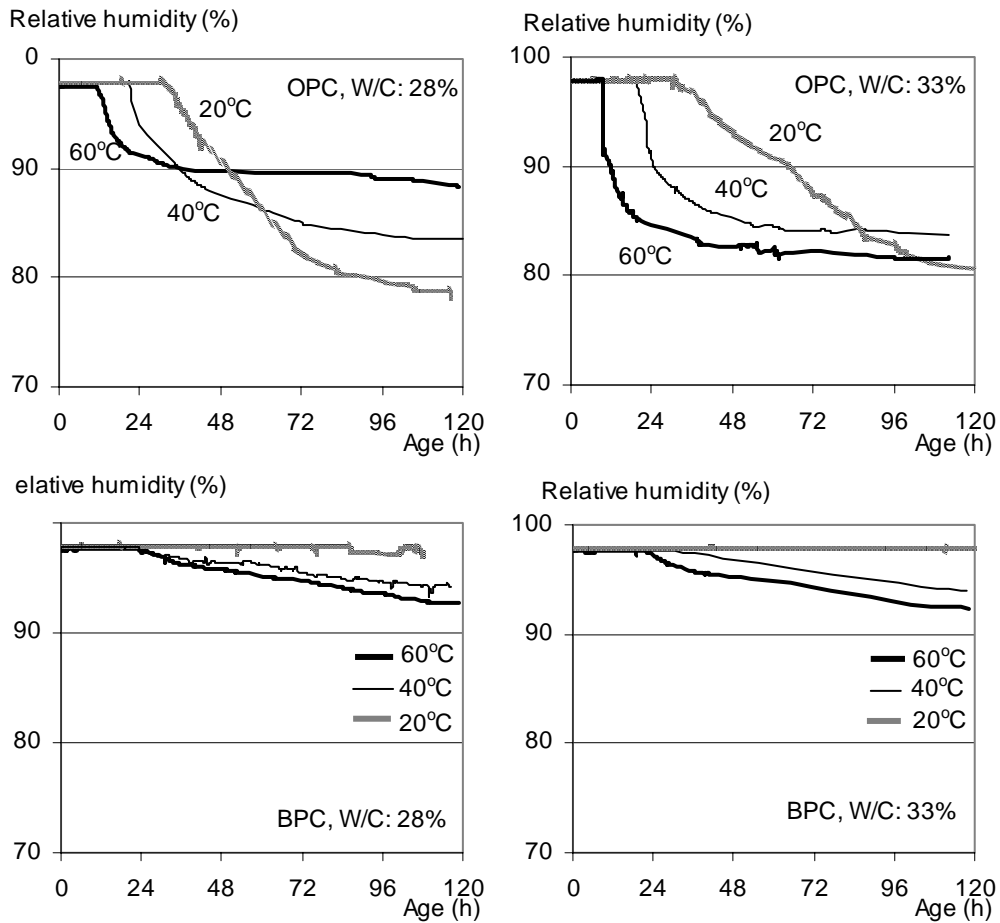 Relative humidity (%)
0
90
80
70
0 24 48 72 96 120
Age (h)
OPC, W/C: 28%
20°C
60°C
40°C
Relative humidity (%)
100
90
80
70
0 24 48 72 96 120
Age (h)
OPC, W/C: 33%
20°C
40°C
60°C
elative humidity (%)
90
80
70
0 24 48 72 96 120
Age (h)
60°C
40°C
20°C
BPC, W/C: 28%
Relative humidity (%)
100
90
80
70
0 24 48 72 96 120
Age (h)
60°C
40°C
20°C
BPC, W/C: 33%